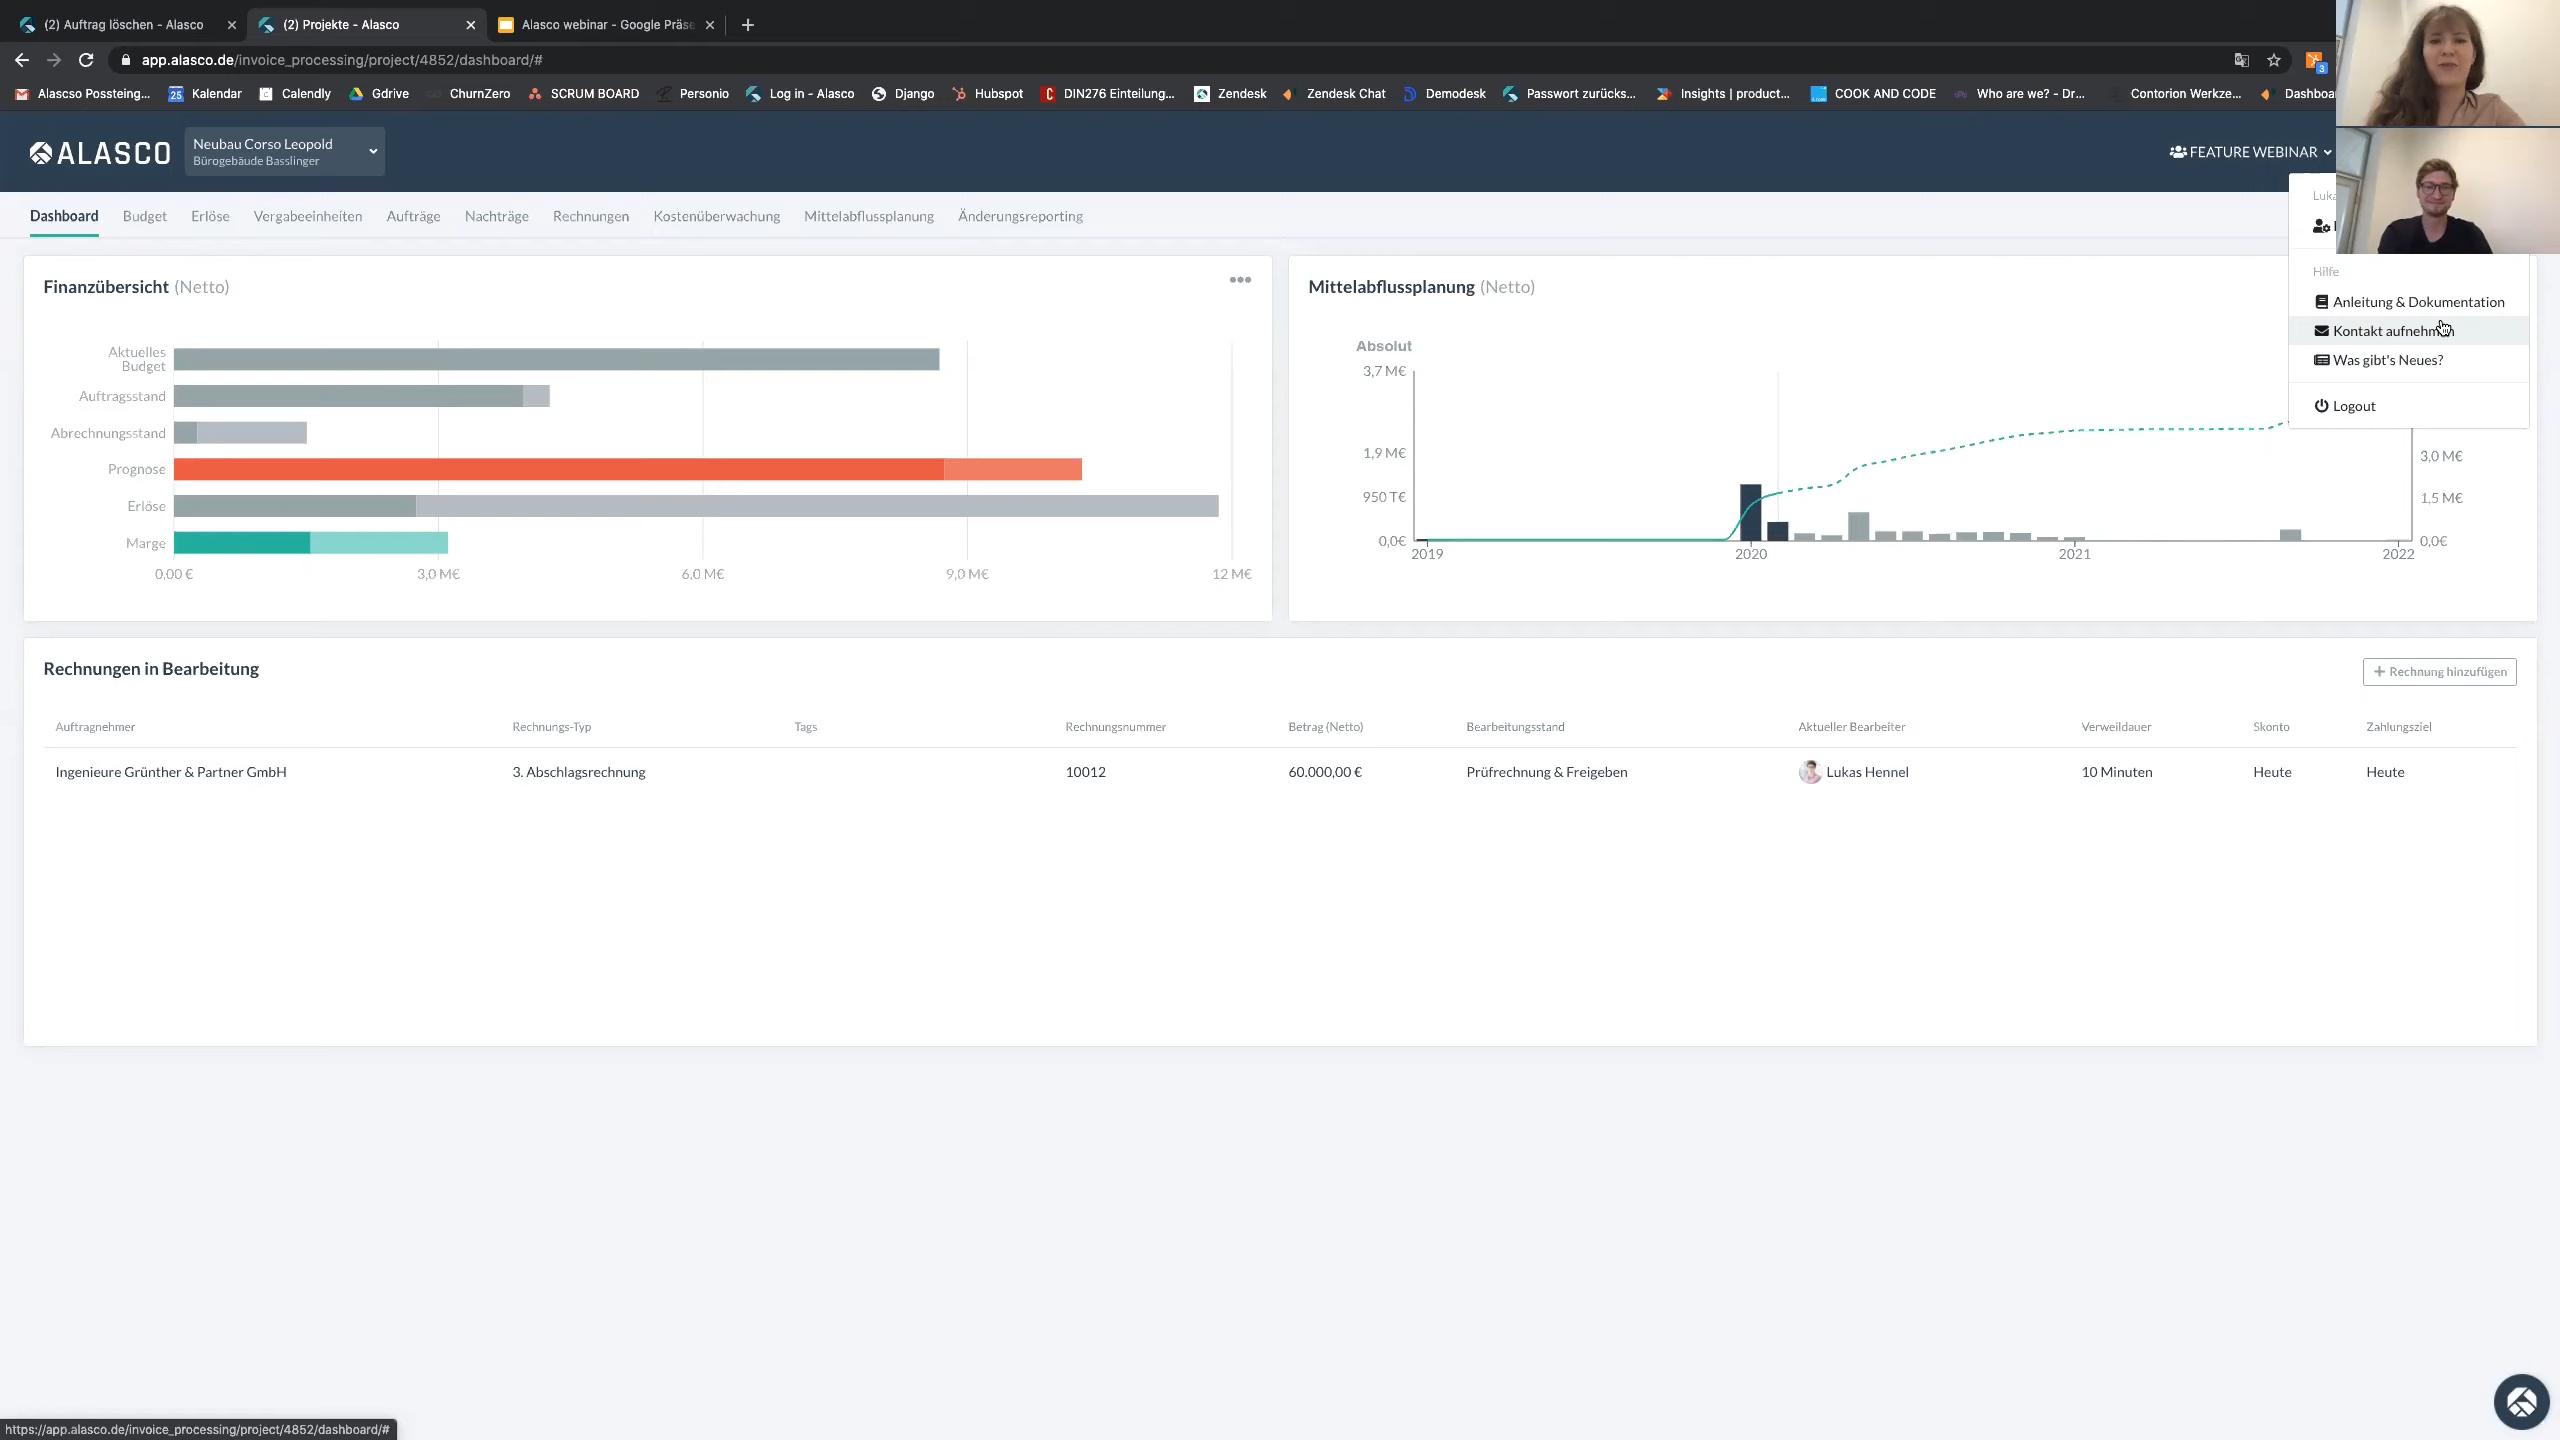 (2) Auftrag löschen - Alasco
(2) Projekte - Alasco
Alasco webinar - Google Präse
app.alasco.de/invoice_processing/project/4852/dashboard/#
Alascso Possteing...
Kalendar
Calendly
Gdrive
ChurnZero
SCRUM BOARD
Personio
Log in - Alasco
Django
Hubspot
DIN276 Einteilung...
Zendesk
Zendesk Chat
Demodesk
Passwort zurücks...
Insights | product...
COOK AND CODE
Who are we? - Dr...
Contorion Werkze...
Dashboa
ALASCO
Neubau Corso Leopold
Bürogebäude Basslinger
FEATURE WEBINAR
Dashboard
Budget
Erlöse
Vergabeeinheiten
Aufträge
Nachträge
Rechnungen
Kostenüberwachung
Mittelabflussplanung
Änderungsreporting
Luka
Hilfe
Anleitung & Dokumentation
Kontakt aufnehmen
Was gibt's Neues?
Logout
Finanzübersicht (Netto)
Aktuelles
Budget
Auftragsstand
Abrechnungsstand
Prognose
Erlöse
Marge
0,00 €
3,0 M€
6,0 M€
9,0 M€
12 M€
Mittelabflussplanung (Netto)
Absolut
3,7 M€
1,9 M€
950 T€
0,0€
3,0 M€
1,5 M€
0,0€
2019
2020
2021
2022
Rechnungen in Bearbeitung
Rechnung hinzufügen
Auftragnehmer
Rechnungs-Typ
Tags
Rechnungsnummer
Betrag (Netto)
Bearbeitungsstand
Aktueller Bearbeiter
Verweildauer
Skonto
Zahlungsziel
Ingenieure Grünther & Partner GmbH
3. Abschlagsrechnung
10012
60.000,00 €
Prüfrechnung & Freigeben
Lukas Hennel
10 Minuten
Heute
Heute
https://app.alasco.de/invoice_processing/project/4852/dashboard/#